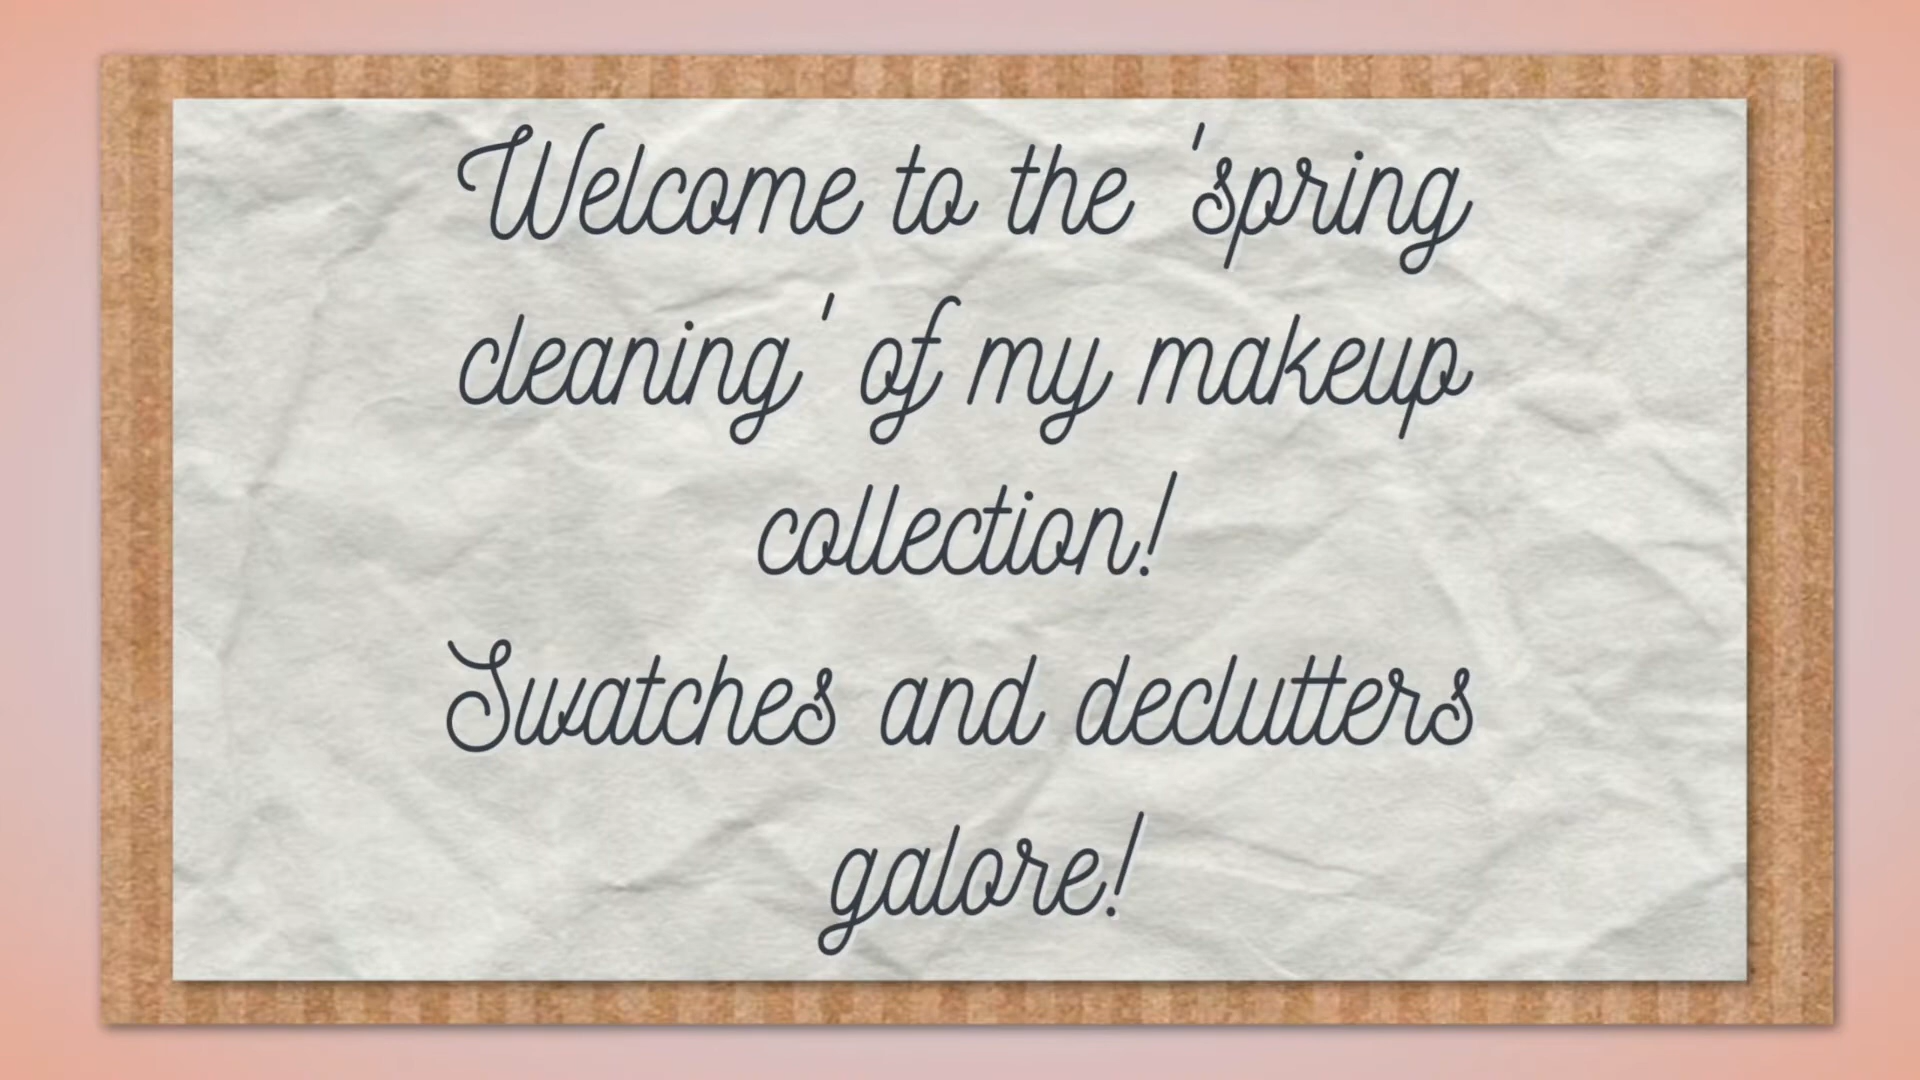 Welcome to the 'spring
cleaning' of my makeup
collection!
Swatches and declutters
galore!